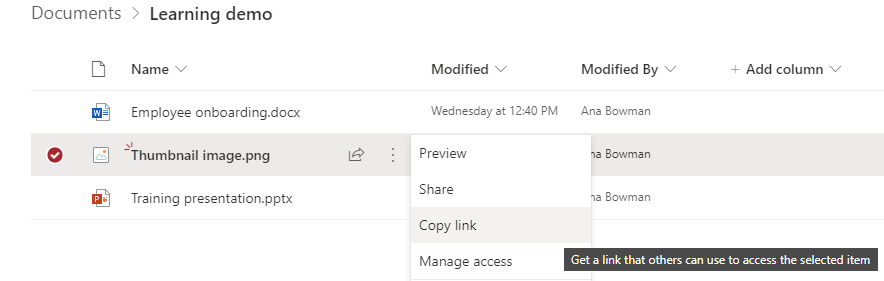 Documents > Learning demo
Name Modified Modified By + Add column
Employee onboarding.docx Wednesday at 12:40 PM Ana Bowman
Thumbnail image.png Bowman
Preview
Share
Training presentation.pptx Bowman
Copy link
Manage access
Get a link that others can use to access the selected item